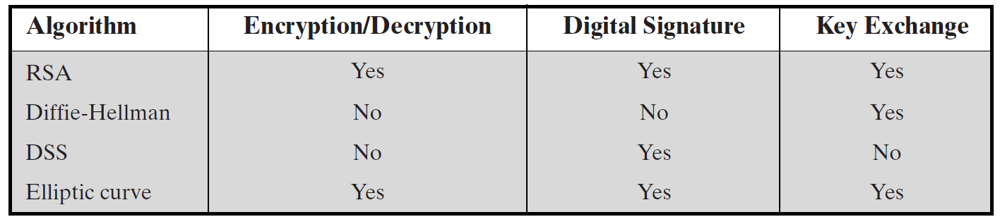 Algorithm Encryption/Decryption Digital Signature Key Exchange
RSA Yes Yes Yes
Diffie-Hellman No No Yes
DSS No Yes No
Elliptic curve Yes Yes Yes